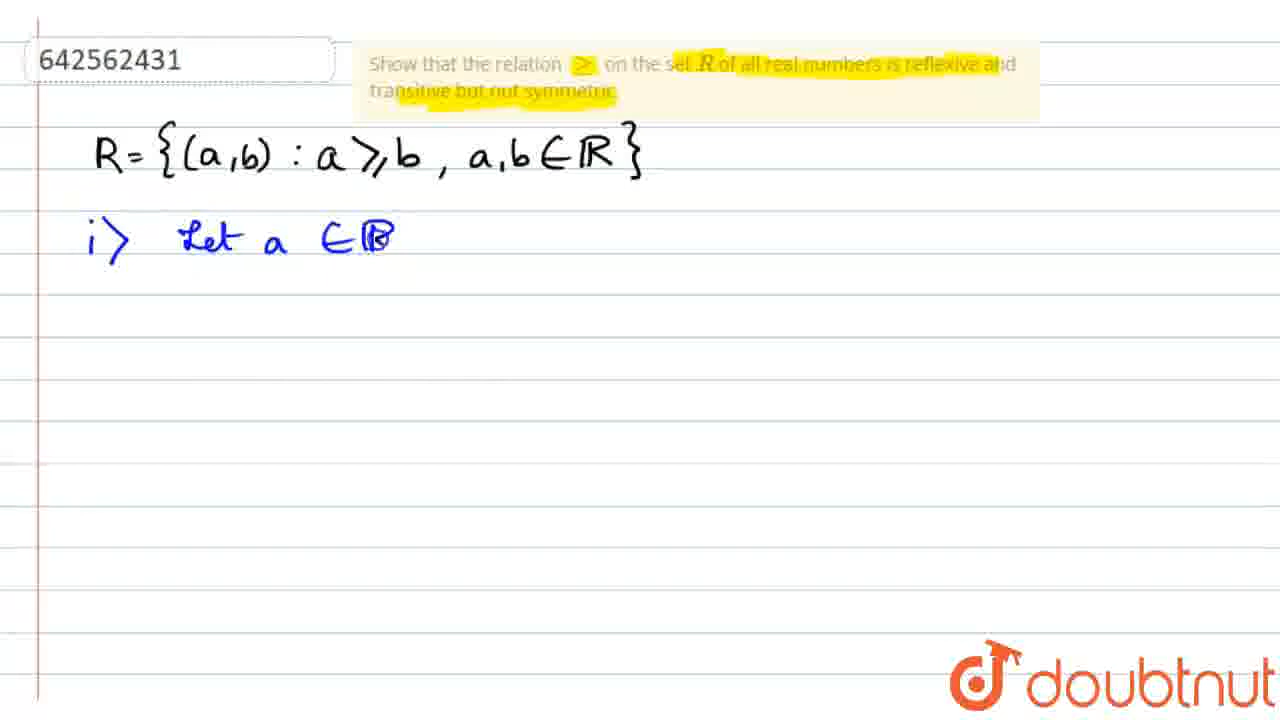 642562431
Show that the relation ≥ on the set R of all real numbers is reflexive and
transitive but not symmetric.
R = {(a,b) : a ≥ b , a,b ∈ ℝ}
i> Let a ∈ ℝ
doubtnut